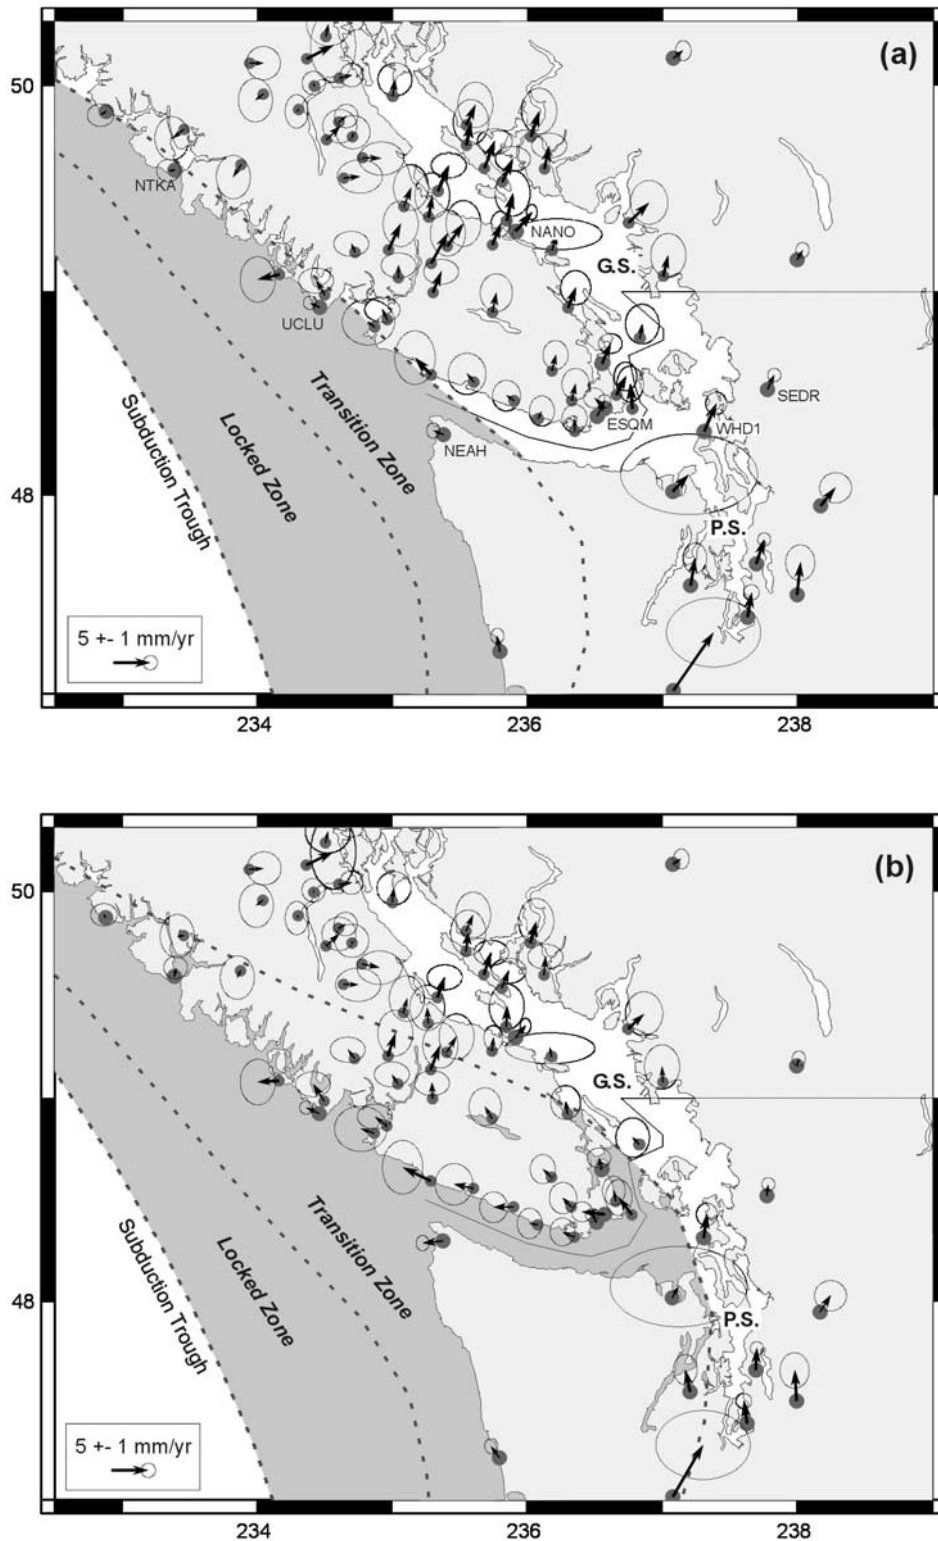 (a)
50
NTKA
NANO
G.S.
UCLU
Transition Zone
Locked Zone
Subduction Trough
SEDR
ESQM
WHD1
NEAH
48
P.S.
5 +- 1 mm/yr
234
236
238
(b)
50
G.S.
Transition Zone
Locked Zone
Subduction Trough
48
P.S.
5 +- 1 mm/yr
234
236
238